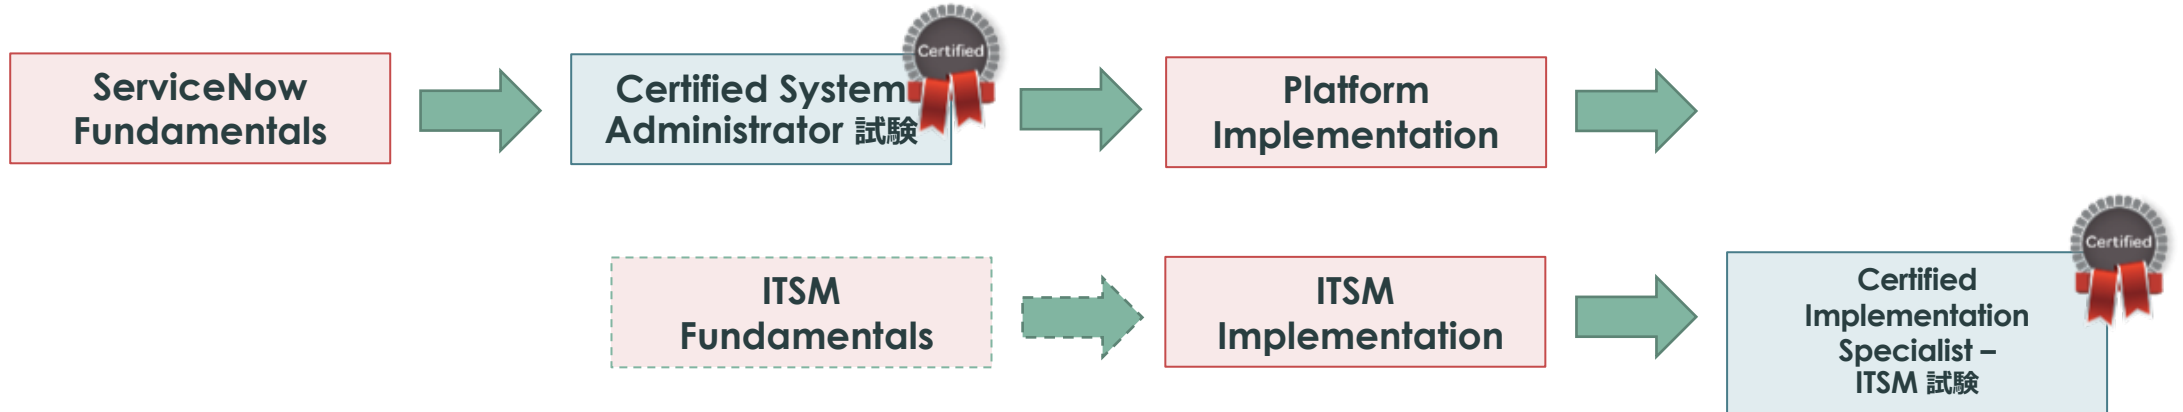 ServiceNow
Fundamentals
Certified System
Administrator 試験
Certified
Platform
Implementation
ITSM
Fundamentals
ITSM
Implementation
Certified
Implementation
Specialist –
ITSM 試験
Certified